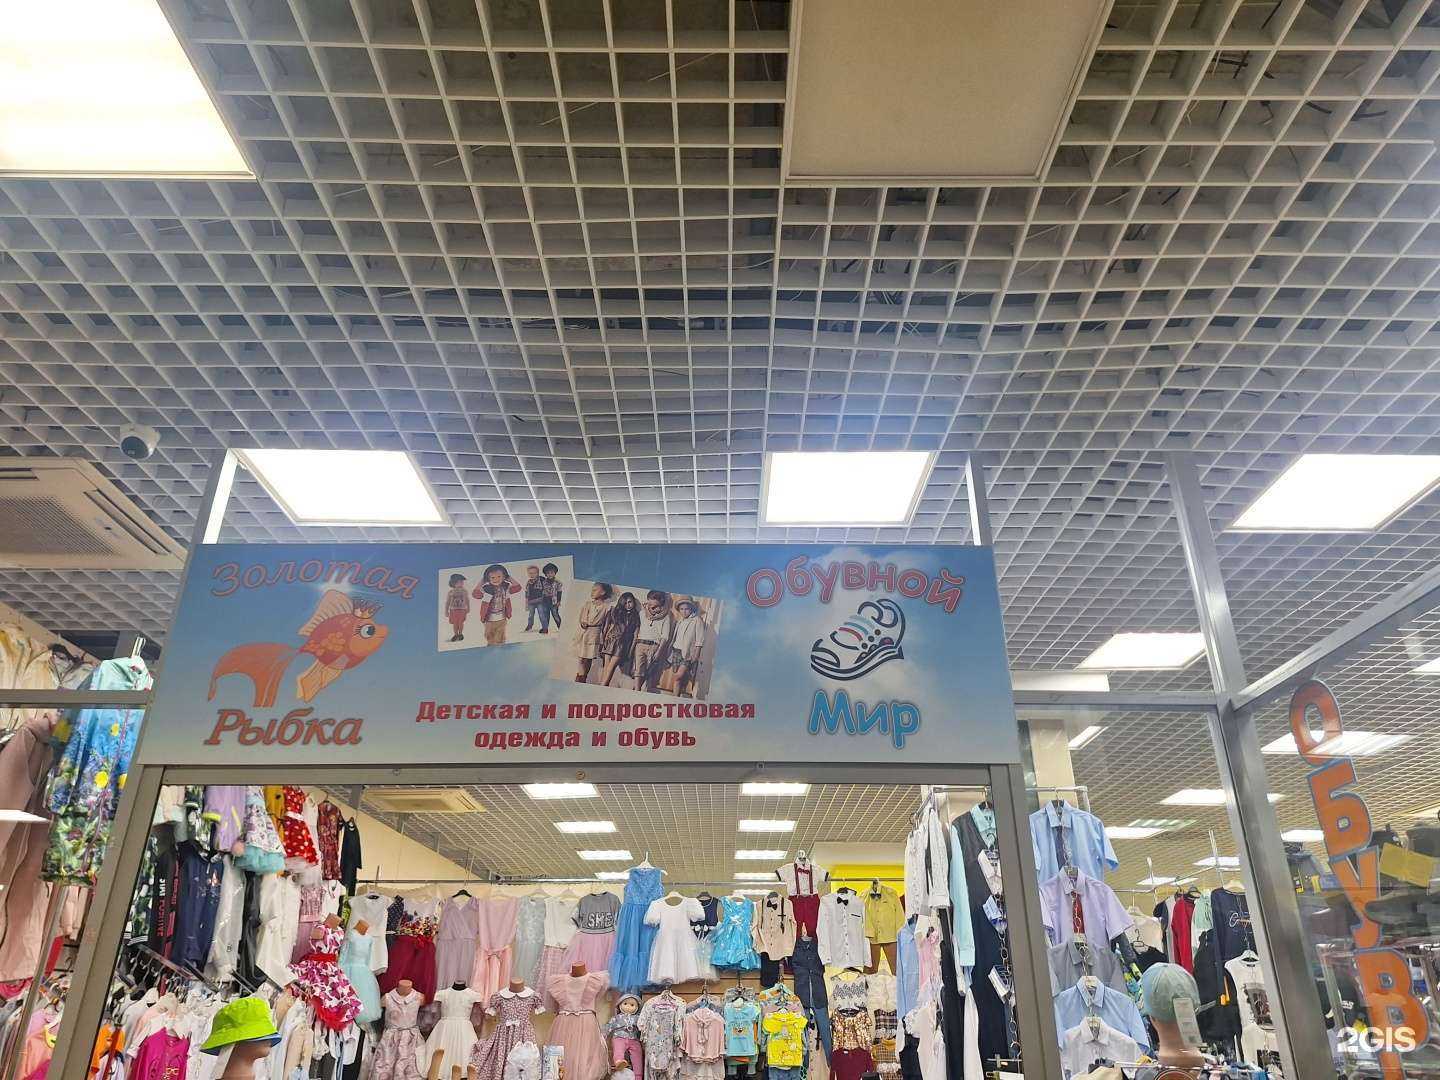 Золотая
Рыбка
Детская и подростковая
одежда и обувь
Обувной
Мир
ОБУВ
2GIS